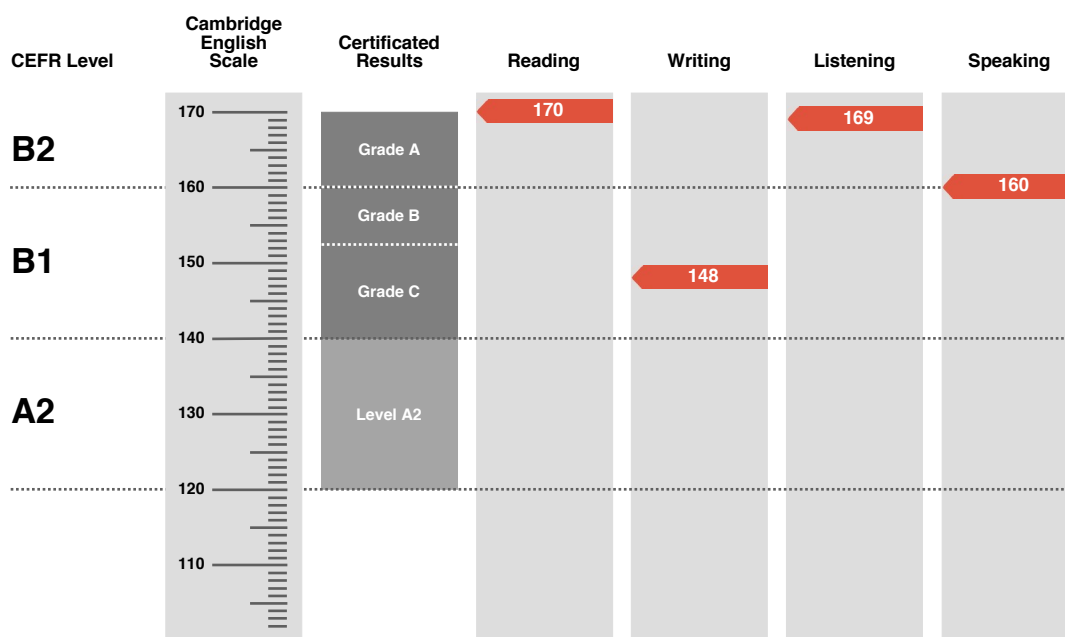 CEFR Level
Cambridge
English
Scale
Certificated
Results
Reading
Writing
Listening
Speaking
170
170
169
B2
Grade A
160
160
Grade B
B1
150
148
Grade C
140
A2
130
Level A2
120
110